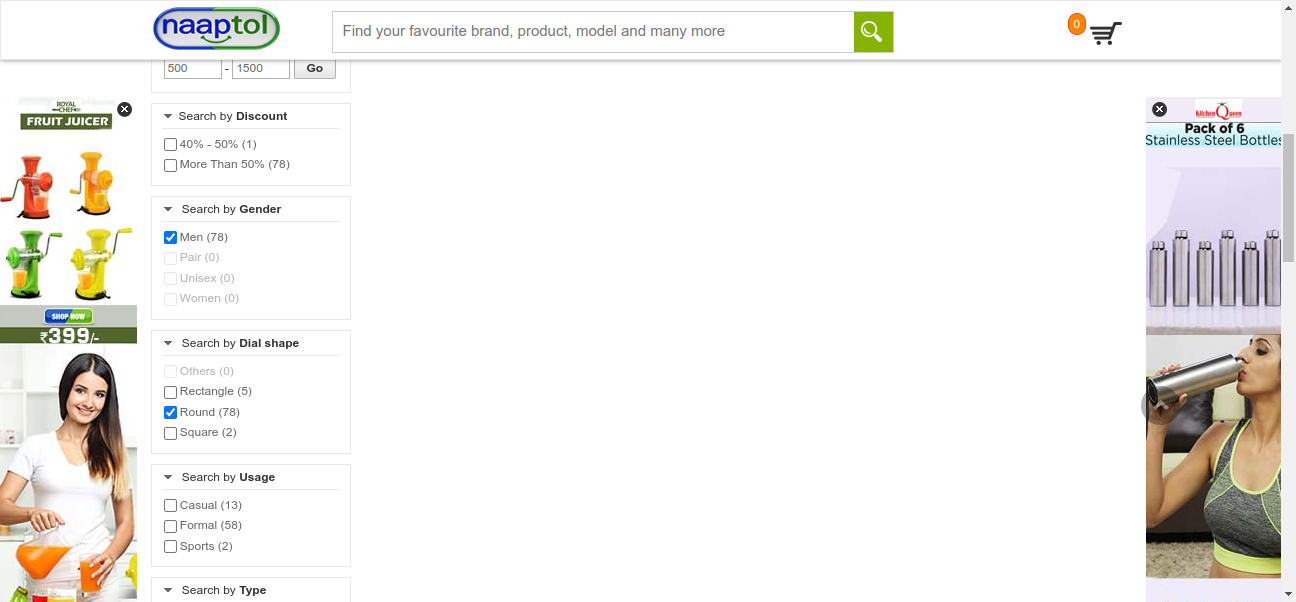 naaptol
Find your favourite brand, product, model and many more
0
500 - 1500 Go
ROYAL
CHEF
FRUIT JUICER
SHOP NOW
₹399/-
Search by Discount
40% - 50% (1)
More Than 50% (78)
Search by Gender
Men (78)
Pair (0)
Unisex (0)
Women (0)
Search by Dial shape
Others (0)
Rectangle (5)
Round (78)
Square (2)
Search by Usage
Casual (13)
Formal (58)
Sports (2)
Search by Type
Kitchen Queen
Pack of 6
Stainless Steel Bottles